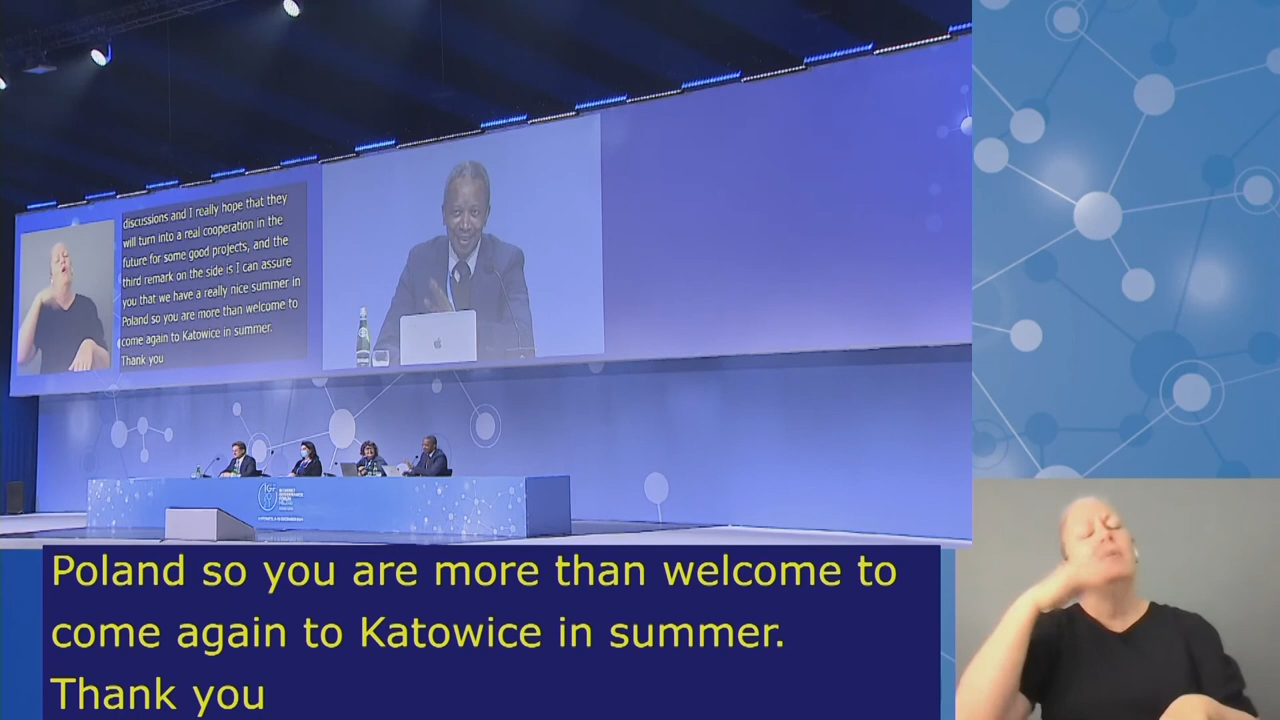 discussions and I really hope that they
will turn into a real cooperation in the
future for some good projects, and the
third remark on the side is I can assure
you that we have a really nice summer in
Poland so you are more than welcome to
come again to Katowice in summer.
Thank you
INTERNET
GOVERNANCE
FORUM
Poland so you are more than welcome to
come again to Katowice in summer.
Thank you